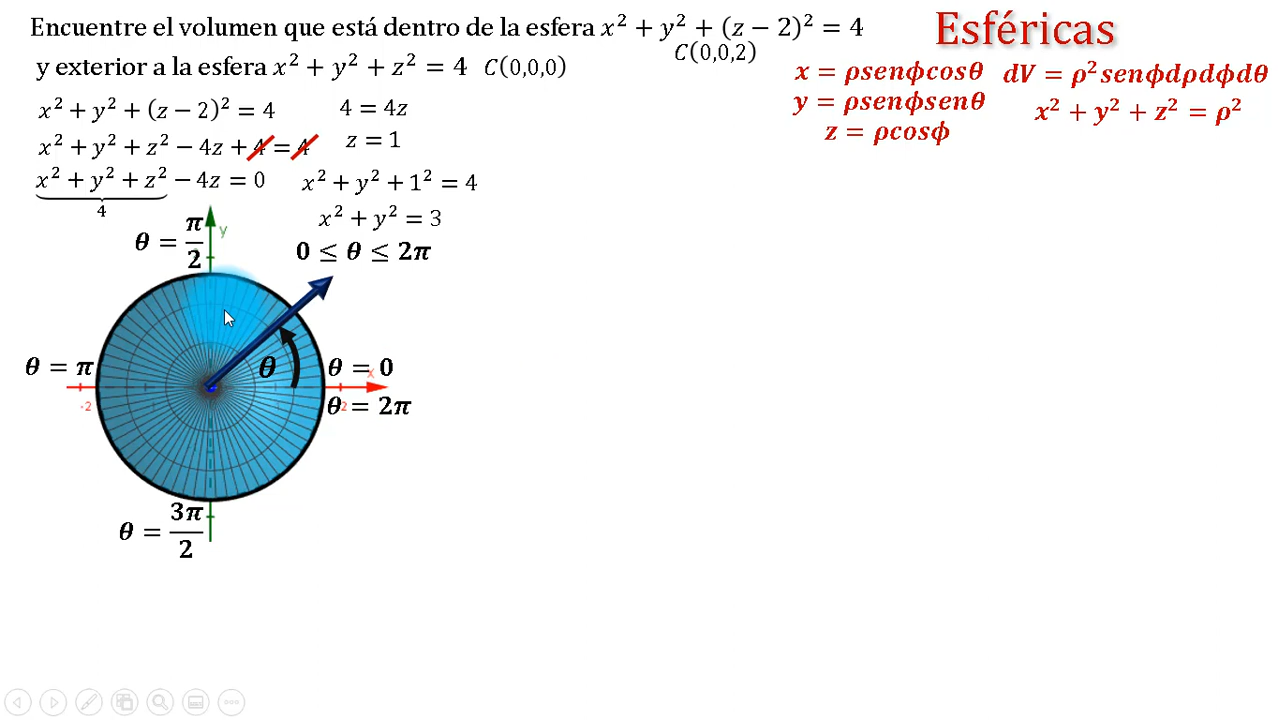 Encuentre el volumen que está dentro de la esfera x² + y² + (z − 2)² = 4
C(0,0,2)
y exterior a la esfera x² + y² + z² = 4 C(0,0,0)
Esféricas
x = ρsenϕcosθ
y = ρsenϕsenθ
z = ρcosϕ
dV = ρ²senϕdρdϕdθ
x² + y² + z² = ρ²
x² + y² + (z − 2)² = 4
x² + y² + z² − 4z + 4 = 4
x² + y² + z² − 4z = 0
4
4 = 4z
z = 1
x² + y² + 1² = 4
x² + y² = 3
0 ≤ θ ≤ 2π
θ = π/2
y
θ = π
θ
θ = 0
x
-2
2
θ = 2π
θ = 3π/2